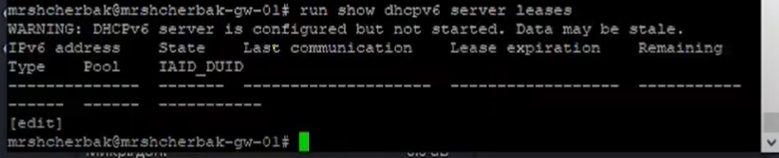 mrshcherbak@mrshcherbak-gw-01# run show dhcpv6 server leases
WARNING: DHCPv6 server is configured but not started. Data may be stale.
IPv6 address    State    Last communication    Lease expiration    Remaining
Type    Pool    IAID_DUID
--------------  -------  --------------------  ------------------  -----------
------  ------  -----------
[edit]
mrshcherbak@mrshcherbak-gw-01#